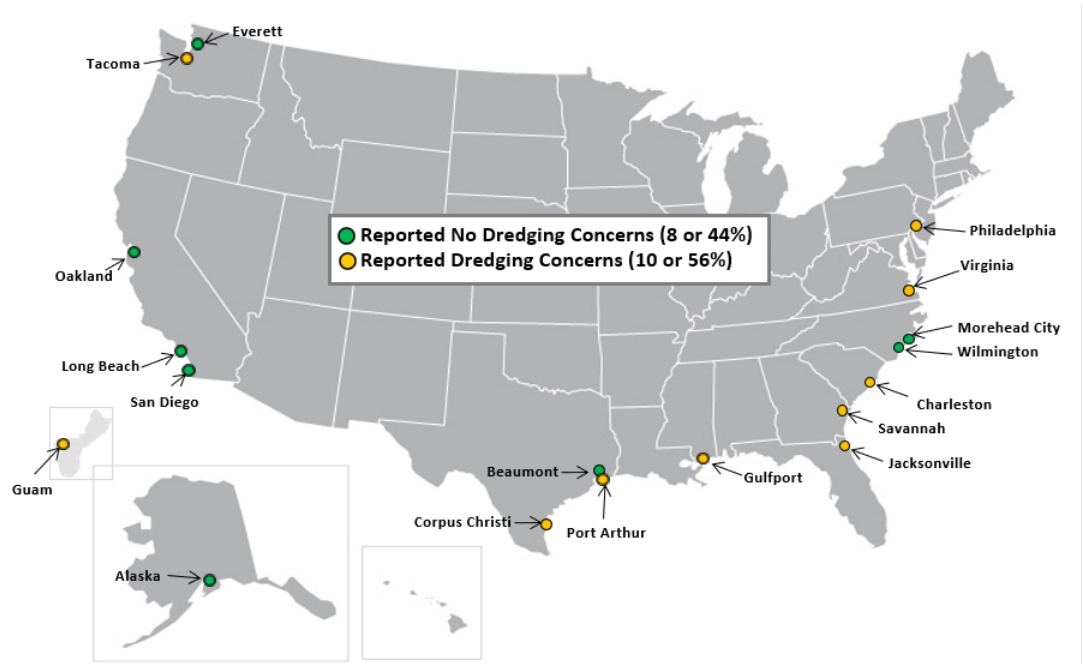 Everett
Tacoma
Reported No Dredging Concerns (8 or 44%)
Reported Dredging Concerns (10 or 56%)
Philadelphia
Virginia
Oakland
Morehead City
Wilmington
Long Beach
San Diego
Charleston
Savannah
Jacksonville
Guam
Beaumont
Gulfport
Corpus Christi
Port Arthur
Alaska